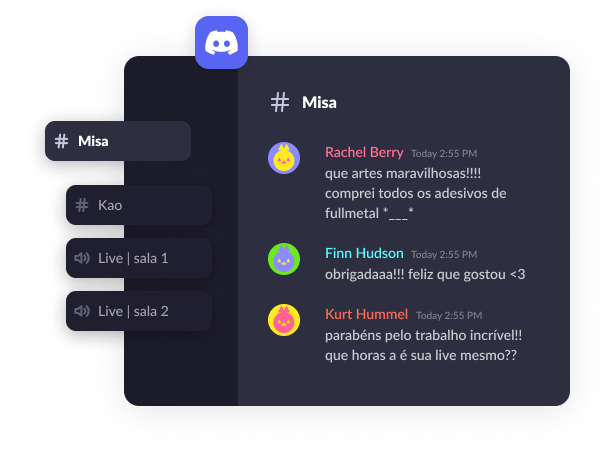 # Misa
# Kao
Live | sala 1
Live | sala 2
# Misa
Rachel Berry Today 2:55 PM
que artes maravilhosas!!!!
comprei todos os adesivos de
fullmetal *___*
Finn Hudson Today 2:55 PM
obrigadaaa!!! feliz que gostou <3
Kurt Hummel Today 2:55 PM
parabéns pelo trabalho incrível!!
que horas a é sua live mesmo??